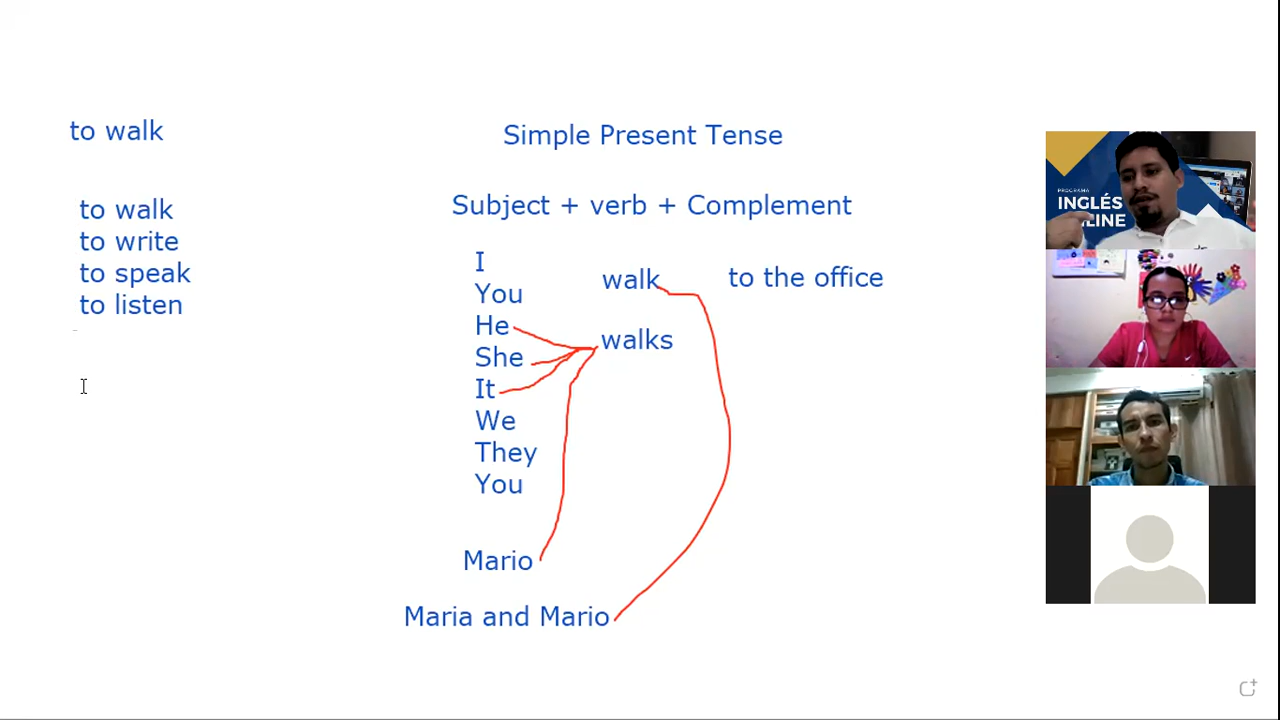 to walk
to walk
to write
to speak
to listen
Simple Present Tense
Subject + verb + Complement
I
You
He
She
It
We
They
You
walk
walks
to the office
Mario
Maria and Mario
PROGRAMA
INGLÉS